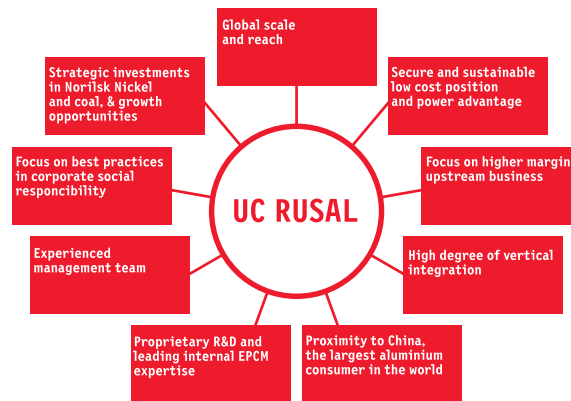 Global scale
and reach
Strategic investments
in Norilsk Nickel
and coal, & growth
opportunities
Secure and sustainable
low cost position
and power advantage
Focus on best practices
in corporate social
responcibility
Focus on higher margin
upstream business
UC RUSAL
Experienced
management team
High degree of vertical
integration
Proprietary R&D and
leading internal EPCM
expertise
Proximity to China,
the largest aluminium
consumer in the world